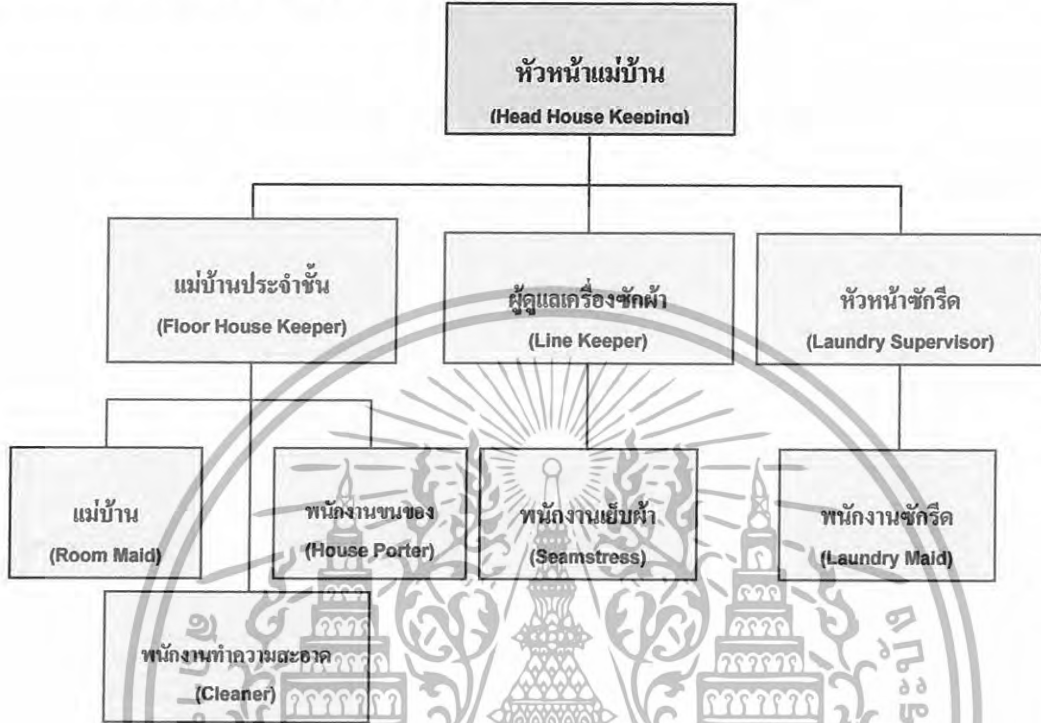 หัวหน้าแม่บ้าน
(Head House Keeping)
แม่บ้านประจำชั้น
(Floor House Keeper)
ผู้ดูแลเครื่องซักผ้า
(Line Keeper)
หัวหน้าซักรีด
(Laundry Supervisor)
แม่บ้าน
(Room Maid)
พนักงานขนของ
(House Porter)
พนักงานเย็บผ้า
(Seamstress)
พนักงานซักรีด
(Laundry Maid)
พนักงานทำความสะอาด
(Cleaner)